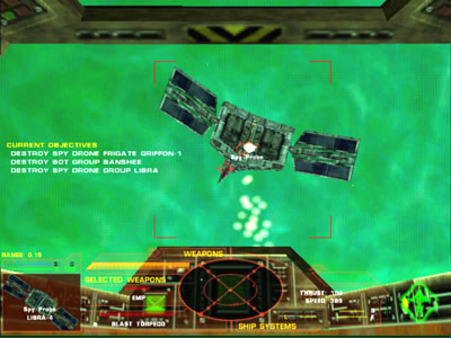 CURRENT OBJECTIVES
DESTROY SPY DRONE FRIGATE GRIFFON-1
DESTROY BOT GROUP BANSHEE
DESTROY SPY DRONE GROUP LIBRA
Spy Probe
RANGE: 0.15
WEAPONS
SELECTED WEAPONS
EMP
BLAST TORPEDO
THRUST: 100
SPEED
Spy Probe
LIBRA-4
SHIP SYSTEMS